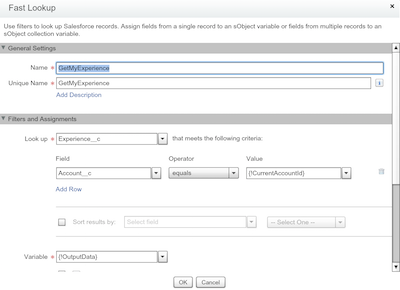 Fast Lookup
Use filters to look up Salesforce records. Assign fields from a single record to an sObject variable or fields from multiple records to an
sObject collection variable.
General Settings
Name * GetMyExperience
Unique Name * GetMyExperience i
Add Description
Filters and Assignments
Look up * Experience__c that meets the following criteria:
Field Operator Value
Account__c equals {!CurrentAccountId}
Add Row
Sort results by: Select field -- Select One --
Variable * {!OutputData}
OK Cancel